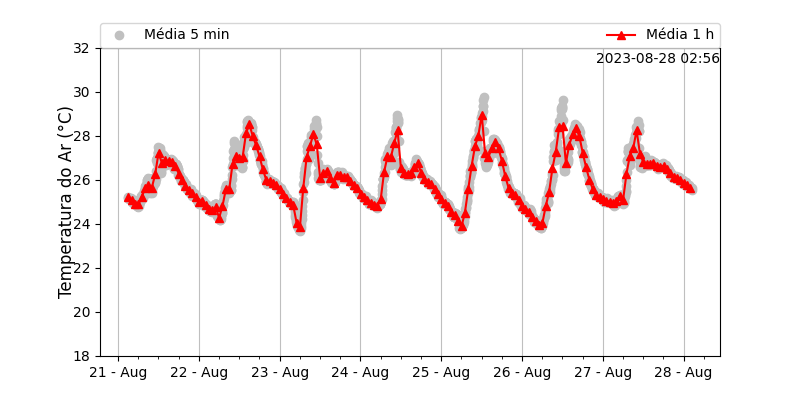 Média 5 min
Média 1 h
2023-08-28 02:56
Temperatura do Ar (°C)
32
30
28
26
24
22
20
18
21 - Aug
22 - Aug
23 - Aug
24 - Aug
25 - Aug
26 - Aug
27 - Aug
28 - Aug